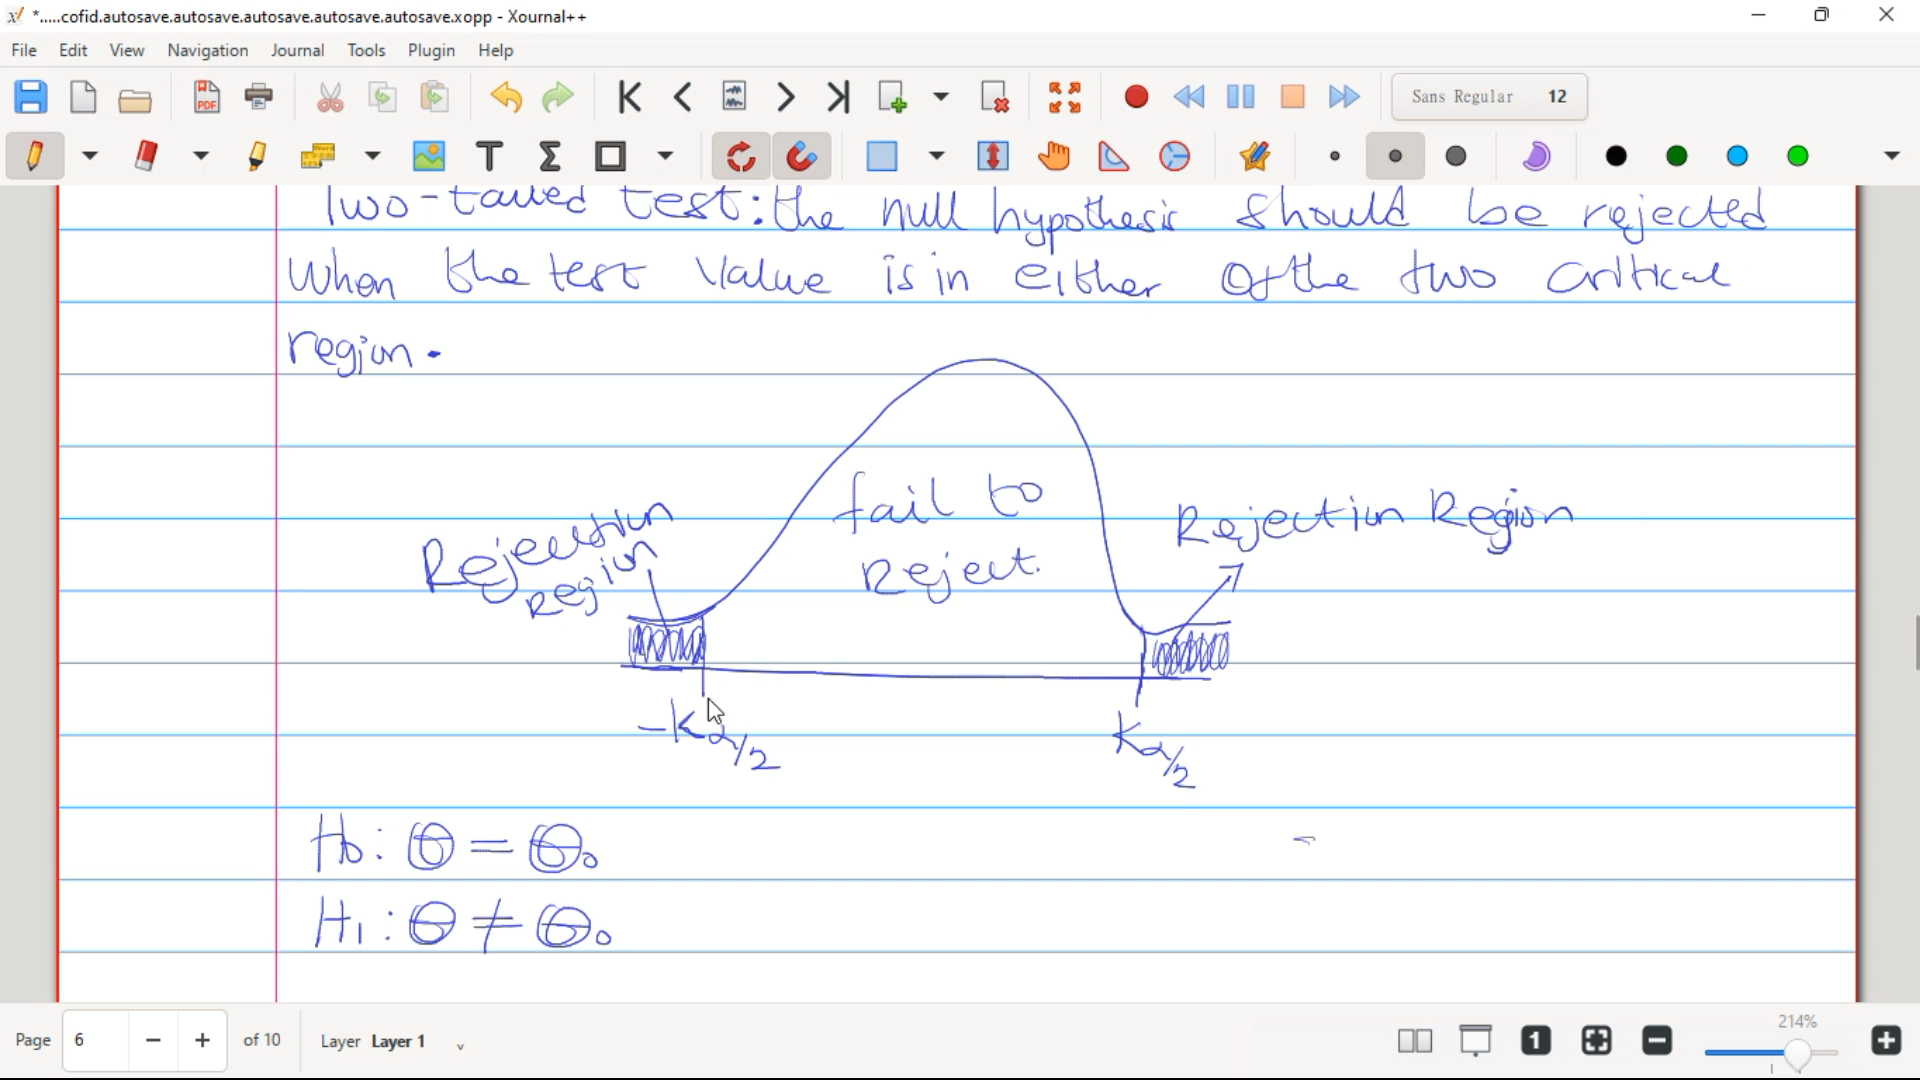 *.....cofid.autosave.autosave.autosave.autosave.autosave.xopp - Xournal++
File Edit View Navigation Journal Tools Plugin Help
PDF Sans Regular 12
Word T Σ
Two-tailed test: the null hypothesis should be rejected
When the test Value is in either Of the two critical
region.
fail to
Reject.
Rejection
Region
Rejection Region
-Kα/2
Kα/2
H0: Θ = Θ0
H1: Θ ≠ Θ0
Page 6 − + of 10 Layer Layer 1 1 214%